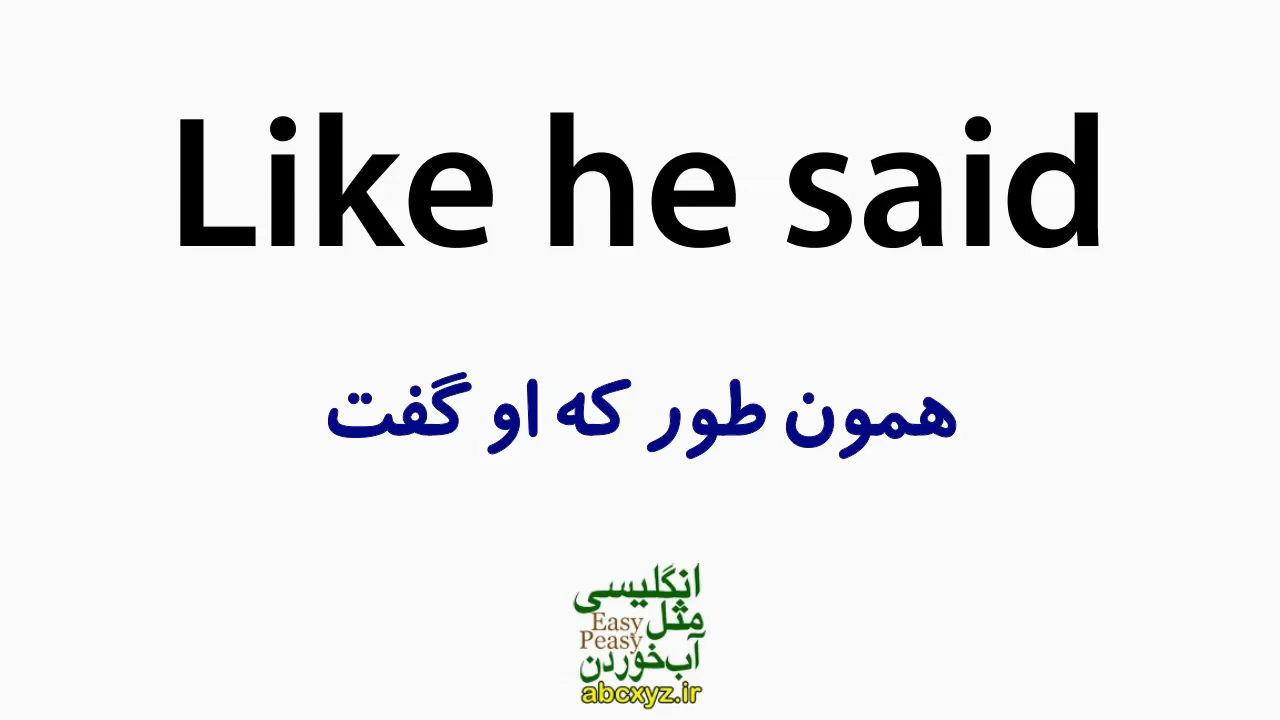 Like he said
همون طور که او گفت
انگلیسی
مثل
Easy
Peasy
آب‌خوردن
abcxyz.ir